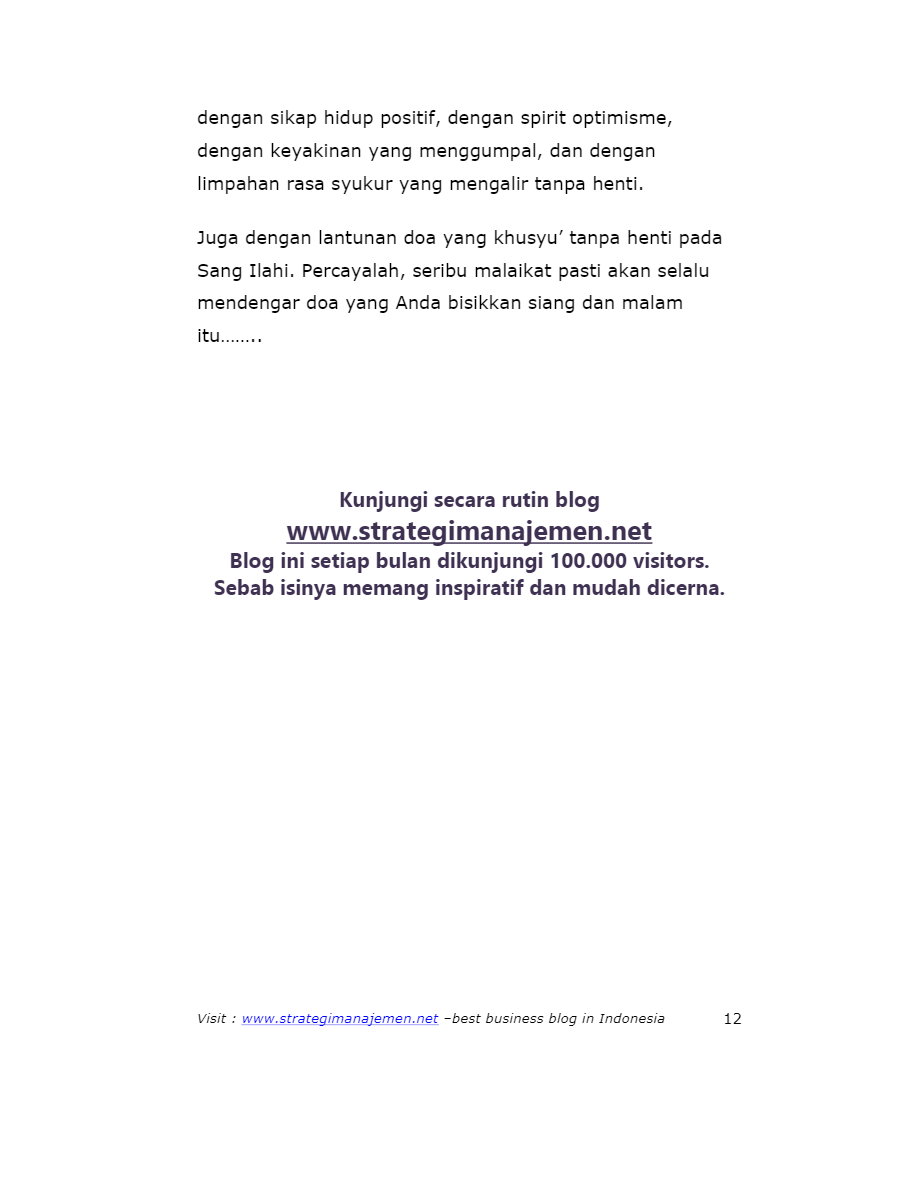 dengan sikap hidup positif, dengan spirit optimisme,
dengan keyakinan yang menggumpal, dan dengan
limpahan rasa syukur yang mengalir tanpa henti.
Juga dengan lantunan doa yang khusyu’ tanpa henti pada
Sang Ilahi. Percayalah, seribu malaikat pasti akan selalu
mendengar doa yang Anda bisikkan siang dan malam
itu……..
Kunjungi secara rutin blog
www.strategimanajemen.net
Blog ini setiap bulan dikunjungi 100.000 visitors.
Sebab isinya memang inspiratif dan mudah dicerna.
Visit : www.strategimanajemen.net –best business blog in Indonesia 12